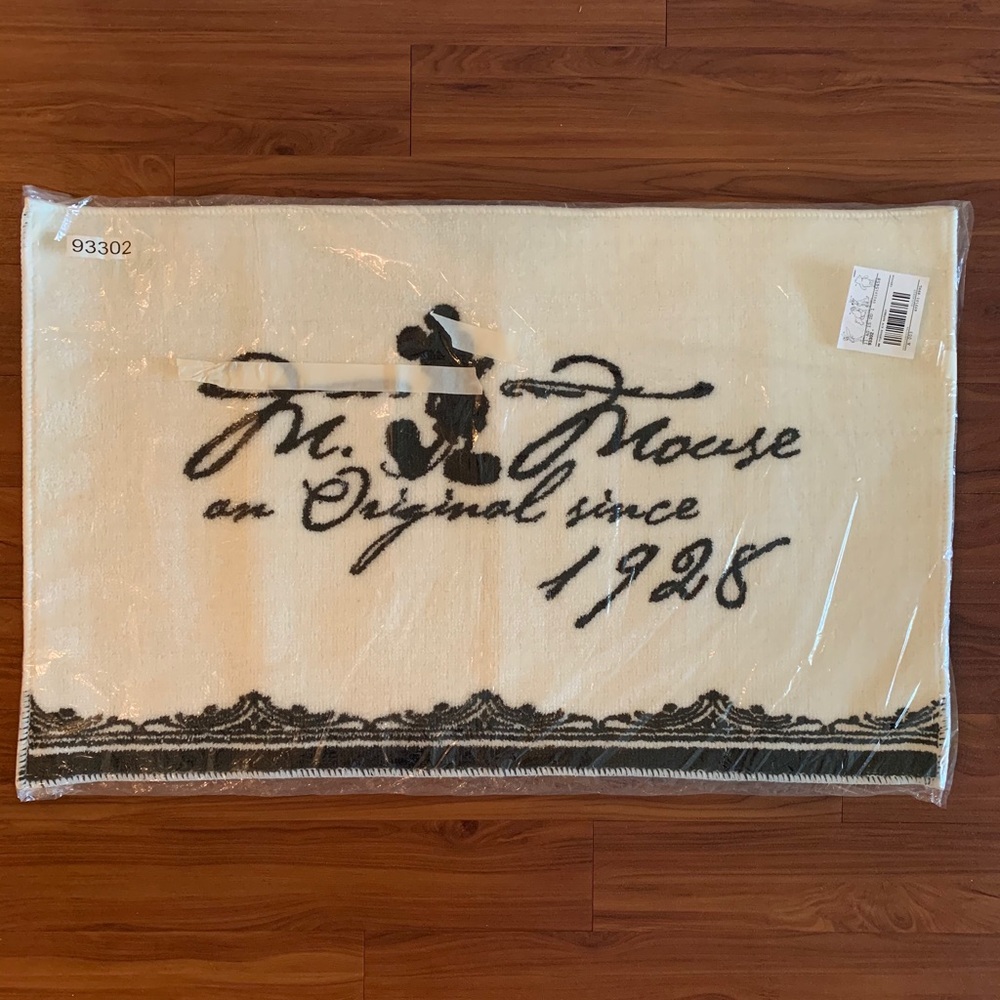 93302
M. Mouse
an Original since
1928